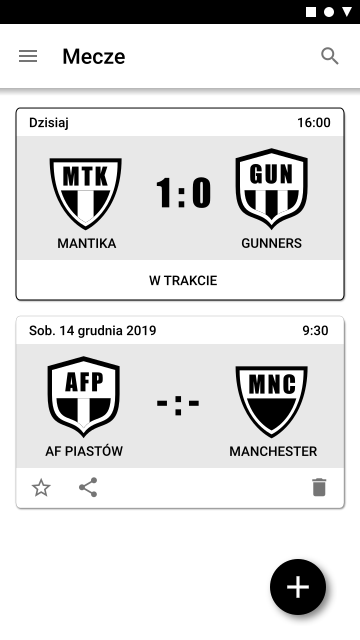 Mecze
Dzisiaj 16:00
MTK 1:0 GUN
MANTIKA GUNNERS
W TRAKCIE
Sob. 14 grudnia 2019 9:30
AFP -:- MNC
AF PIASTÓW MANCHESTER